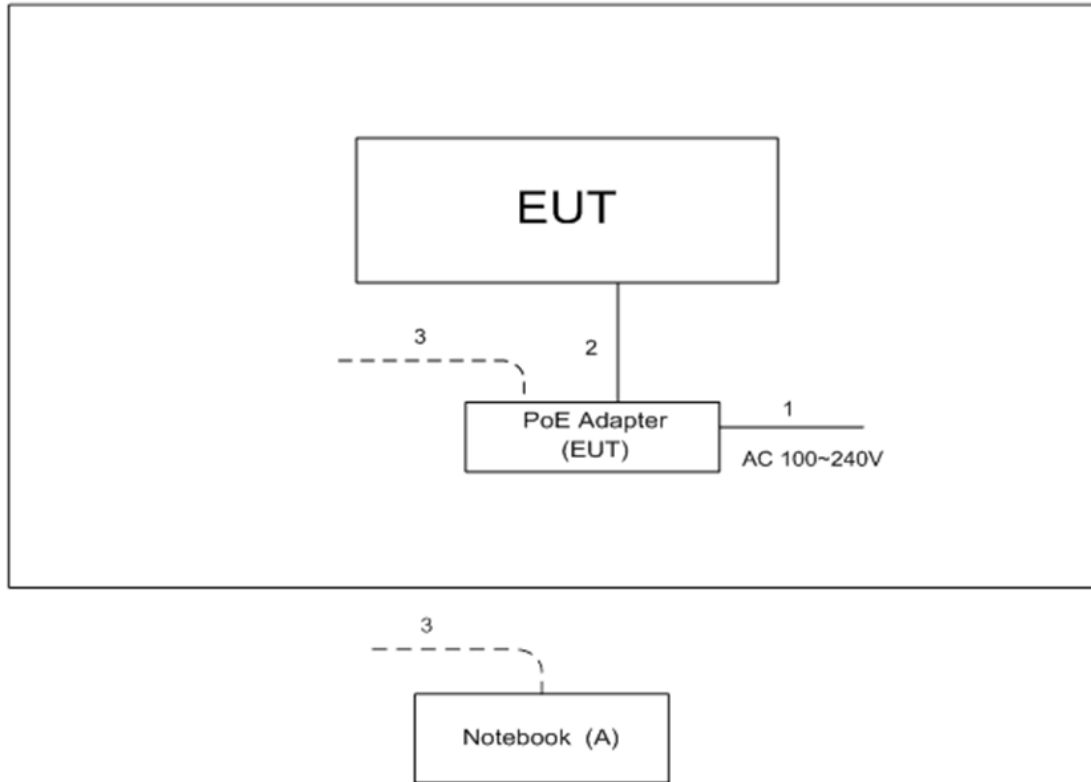 EUT
3
2
PoE Adapter
(EUT)
1
AC 100~240V
3
Notebook (A)